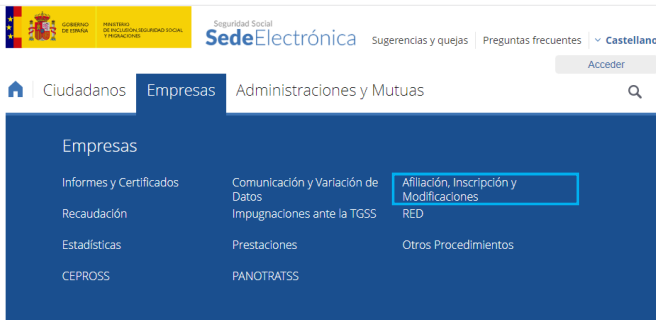 GOBIERNO DE ESPAÑA
MINISTERIO DE INCLUSIÓN, SEGURIDAD SOCIAL Y MIGRACIONES
Seguridad Social
SedeElectrónica
Sugerencias y quejas
Preguntas frecuentes
Castellano
Acceder
Ciudadanos
Empresas
Administraciones y Mutuas
Empresas
Informes y Certificados
Comunicación y Variación de
Datos
Afiliación, Inscripción y
Modificaciones
Recaudación
Impugnaciones ante la TGSS
RED
Estadísticas
Prestaciones
Otros Procedimientos
CEPROSS
PANOTRATSS